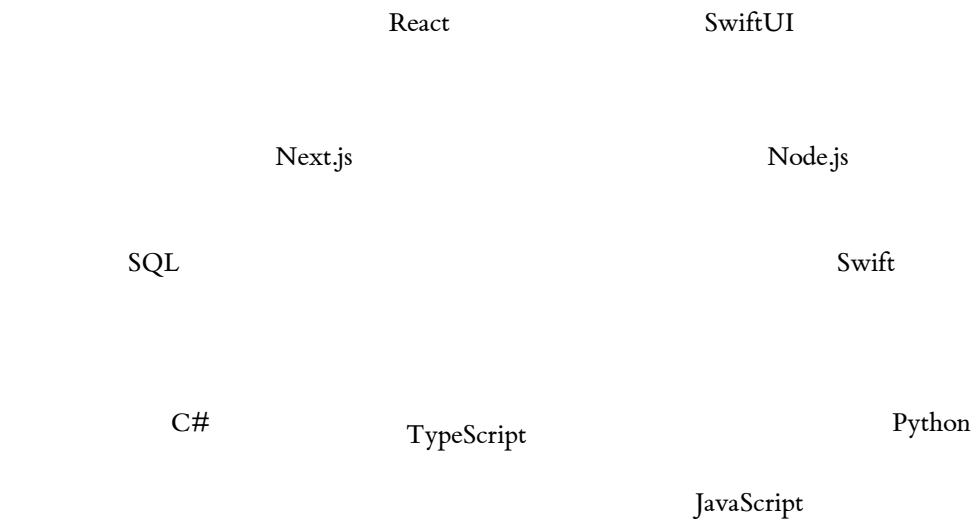 React SwiftUI
Next.js Node.js
SQL Swift
C# TypeScript Python
JavaScript